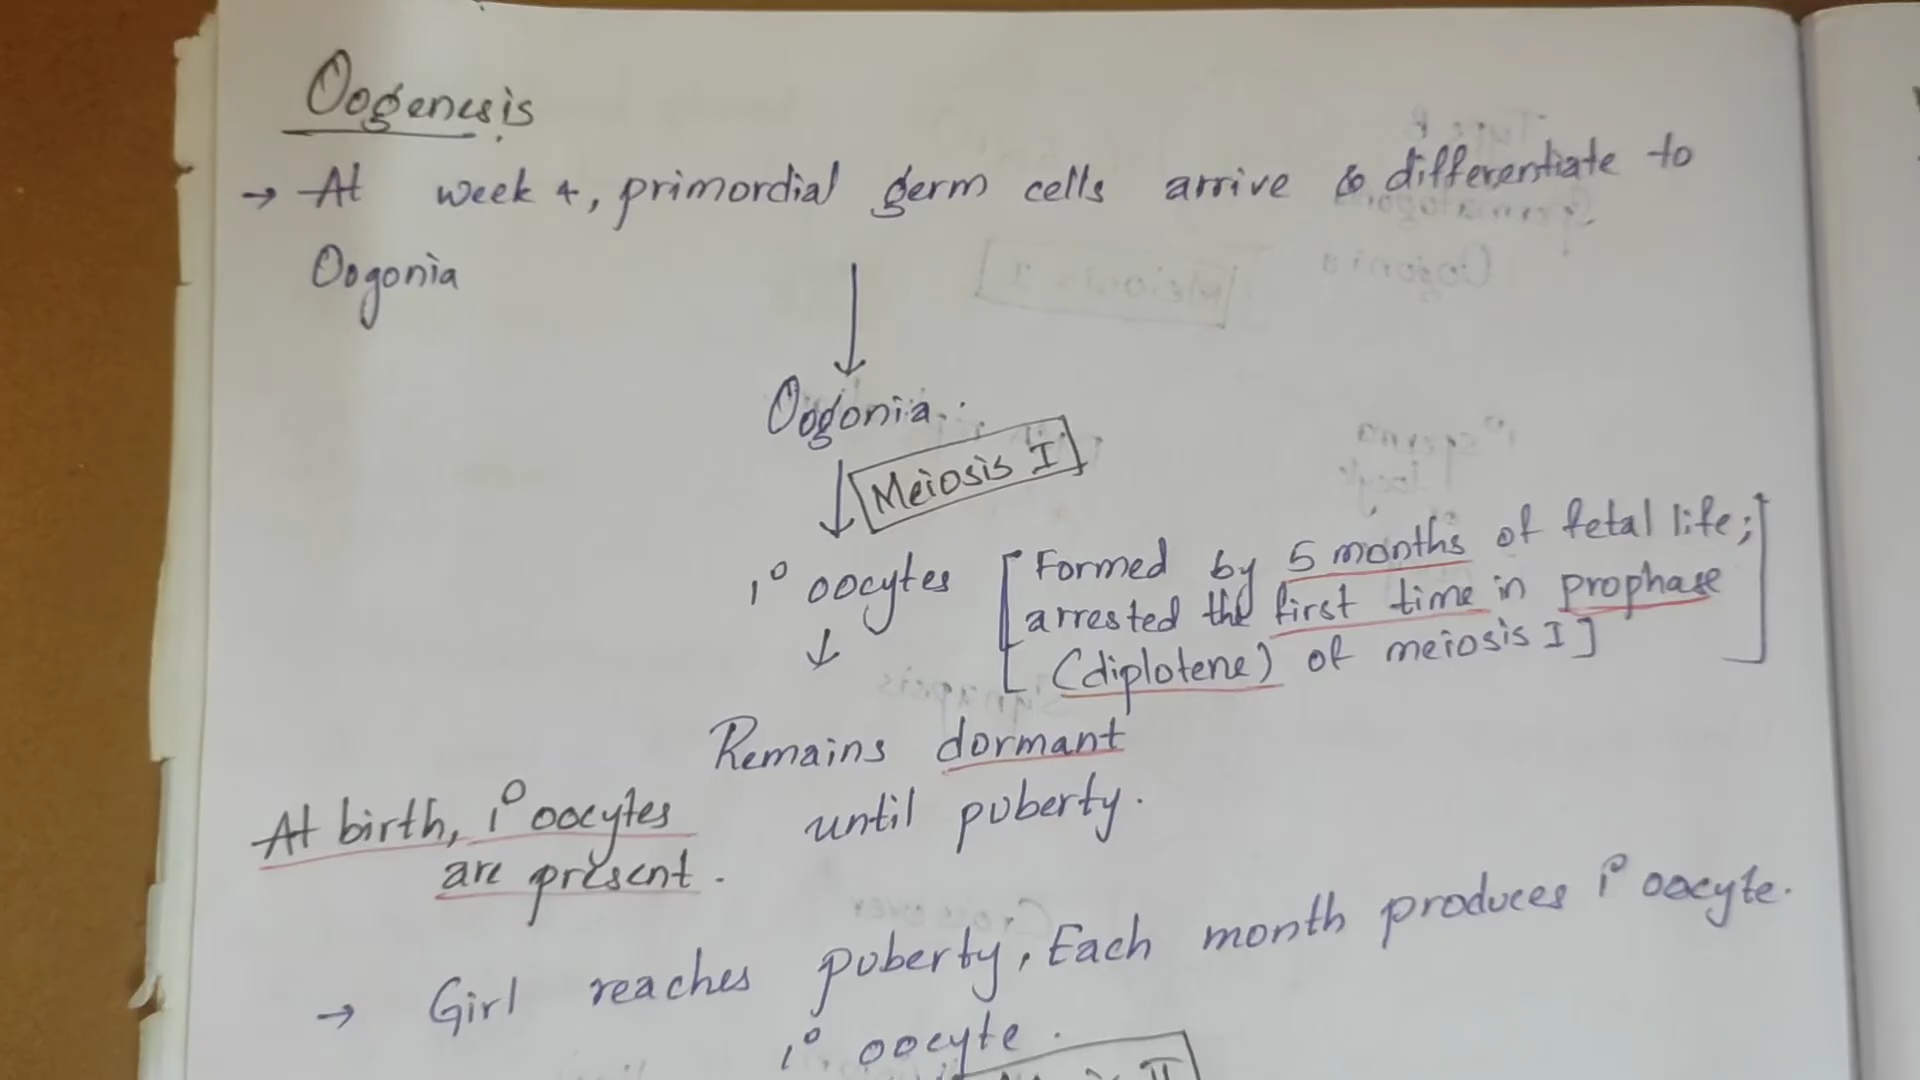 Oogenesis
→ At week 4, primordial germ cells arrive & differentiate to
Oogonia
↓
Oogonia.
↓ Meiosis I
1° oocytes [Formed by 5 months of fetal life;
arrested the first time in prophase
(diplotene) of meiosis I]
↓
Remains dormant
until puberty.
At birth, 1° oocytes
are present.
→ Girl reaches puberty, Each month produces 1° oocyte.
1° oocyte.
II